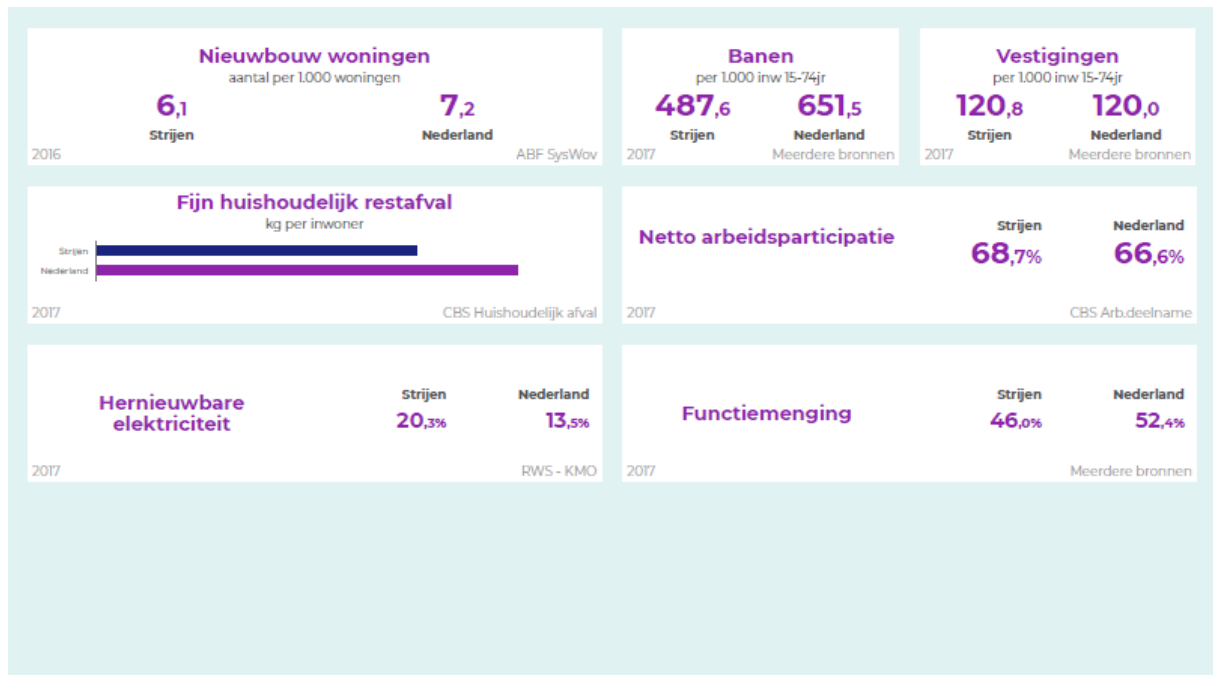 Nieuwbouw woningen
aantal per 1.000 woningen
6,1 7,2
Strijen Nederland
2016 ABF SysWov
Banen
per 1.000 inw 15-74jr
487,6 651,5
Strijen Nederland
2017 Meerdere bronnen
Vestigingen
per 1.000 inw 15-74jr
120,8 120,0
Strijen Nederland
2017 Meerdere bronnen
Fijn huishoudelijk restafval
kg per inwoner
Strijen
Nederland
2017 CBS Huishoudelijk afval
Netto arbeidsparticipatie
Strijen Nederland
68,7% 66,6%
2017 CBS Arb.deelname
Hernieuwbare
elektriciteit
Strijen Nederland
20,3% 13,5%
2017 RWS - KMO
Functiemenging
Strijen Nederland
46,0% 52,4%
2017 Meerdere bronnen